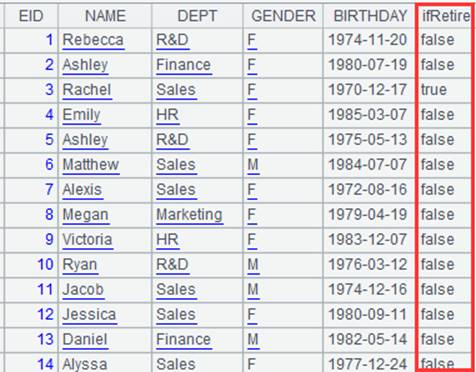 EID NAME DEPT GENDER BIRTHDAY ifRetire
1 Rebecca R&D F 1974-11-20 false
2 Ashley Finance F 1980-07-19 false
3 Rachel Sales F 1970-12-17 true
4 Emily HR F 1985-03-07 false
5 Ashley R&D F 1975-05-13 false
6 Matthew Sales M 1984-07-07 false
7 Alexis Sales F 1972-08-16 false
8 Megan Marketing F 1979-04-19 false
9 Victoria HR F 1983-12-07 false
10 Ryan R&D M 1976-03-12 false
11 Jacob Sales M 1974-12-16 false
12 Jessica Sales F 1980-09-11 false
13 Daniel Finance M 1982-05-14 false
14 Alyssa Sales F 1977-12-24 false